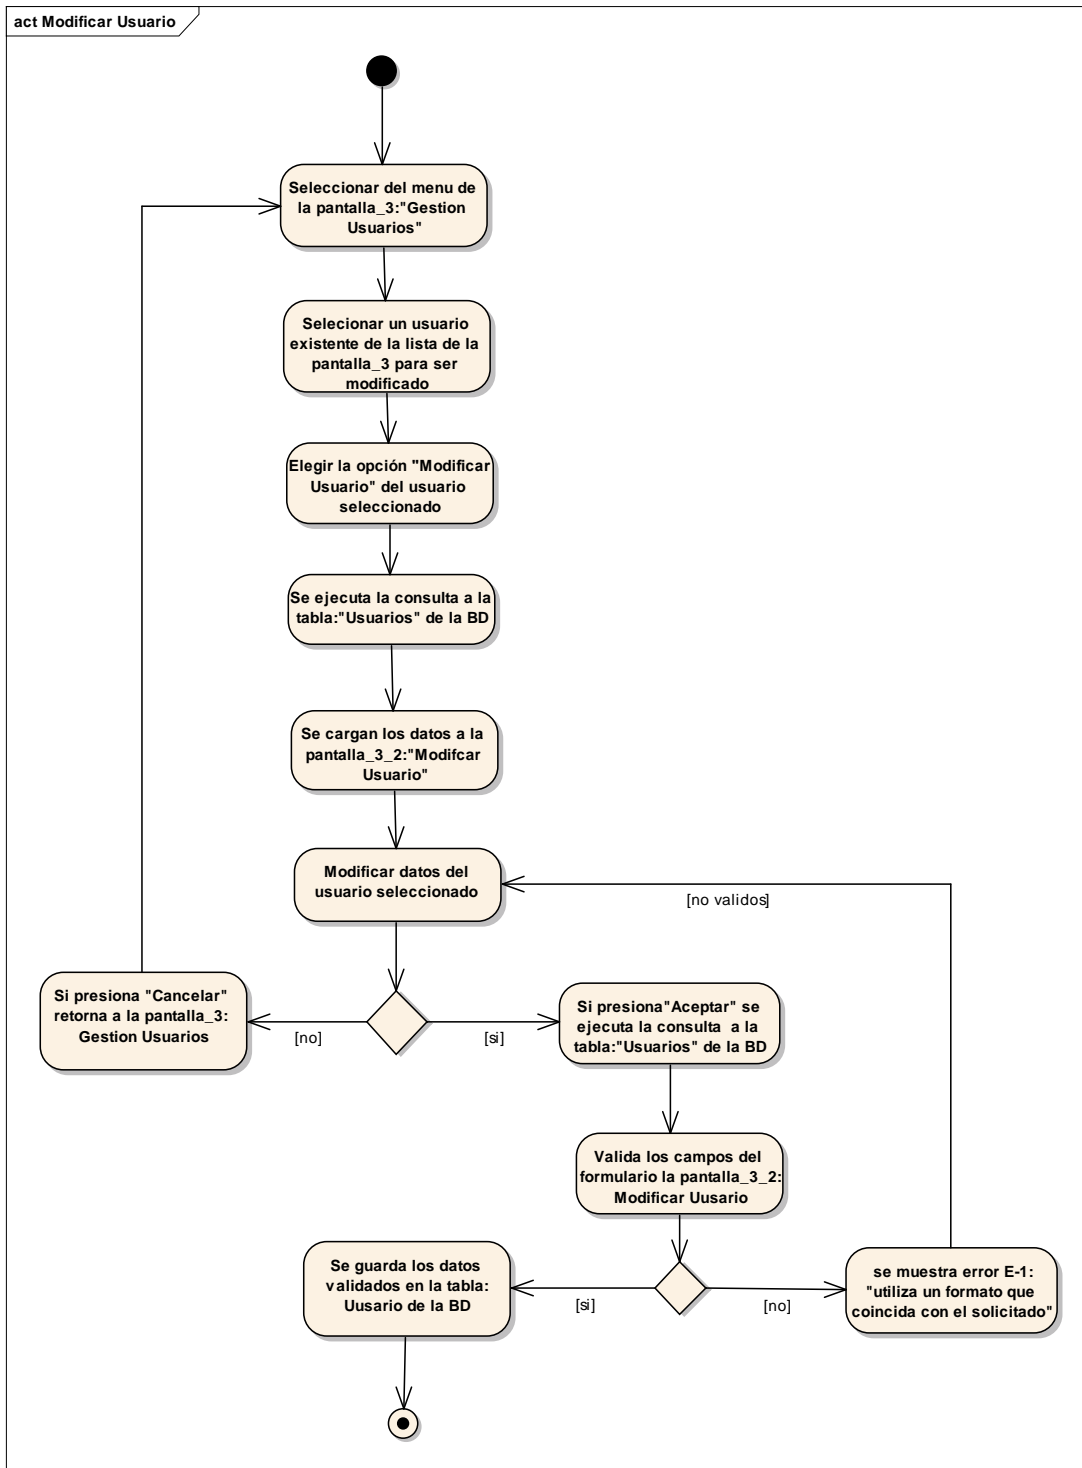 act Modificar Usuario
Seleccionar del menu de
la pantalla_3:"Gestion
Usuarios"
Selecionar un usuario
existente de la lista de la
pantalla_3 para ser
modificado
Elegir la opción "Modificar
Usuario" del usuario
seleccionado
Se ejecuta la consulta a la
tabla:"Usuarios" de la BD
Se cargan los datos a la
pantalla_3_2:"Modifcar
Usuario"
Modificar datos del
usuario seleccionado
[no validos]
Si presiona "Cancelar"
retorna a la pantalla_3:
Gestion Usuarios
[no]
[si]
Si presiona"Aceptar" se
ejecuta la consulta a la
tabla:"Usuarios" de la BD
Valida los campos del
formulario la pantalla_3_2:
Modificar Uusario
Se guarda los datos
validados en la tabla:
Uusario de la BD
[si]
[no]
se muestra error E-1:
"utiliza un formato que
coincida con el solicitado"